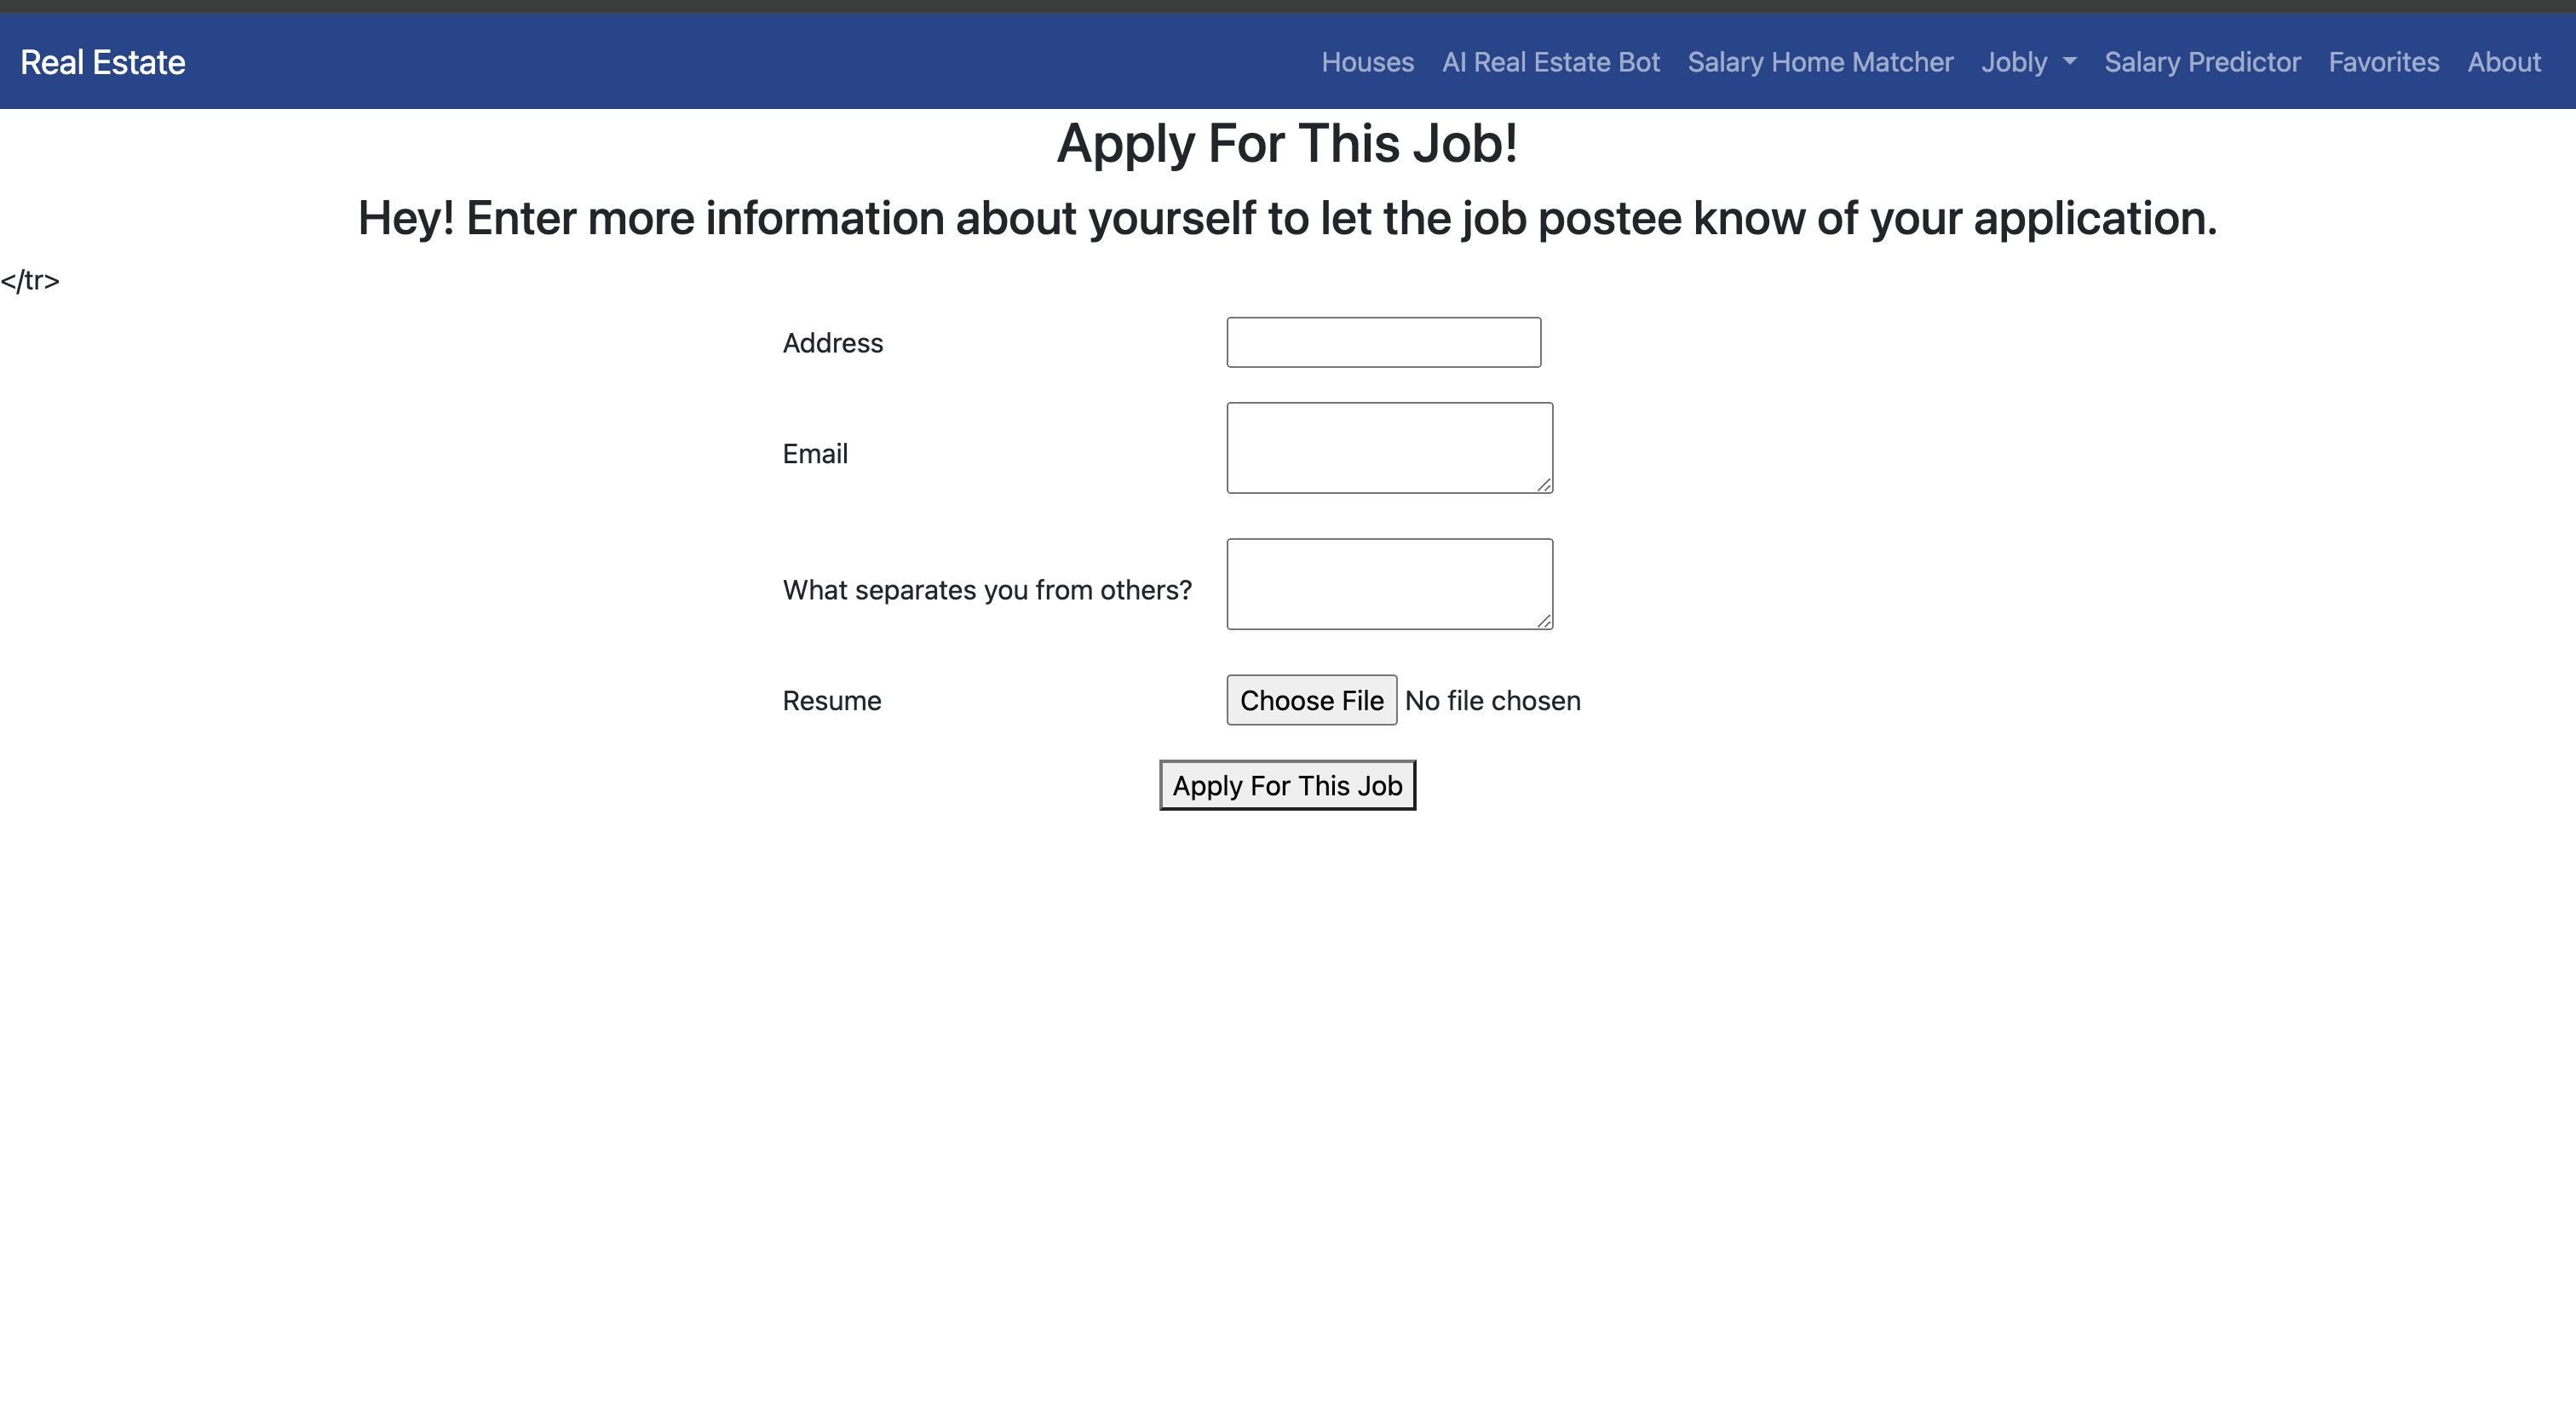 Real Estate Houses AI Real Estate Bot Salary Home Matcher Jobly Salary Predictor Favorites About
Apply For This Job!
Hey! Enter more information about yourself to let the job postee know of your application.
</tr>
Address
Email
What separates you from others?
Resume Choose File No file chosen
Apply For This Job